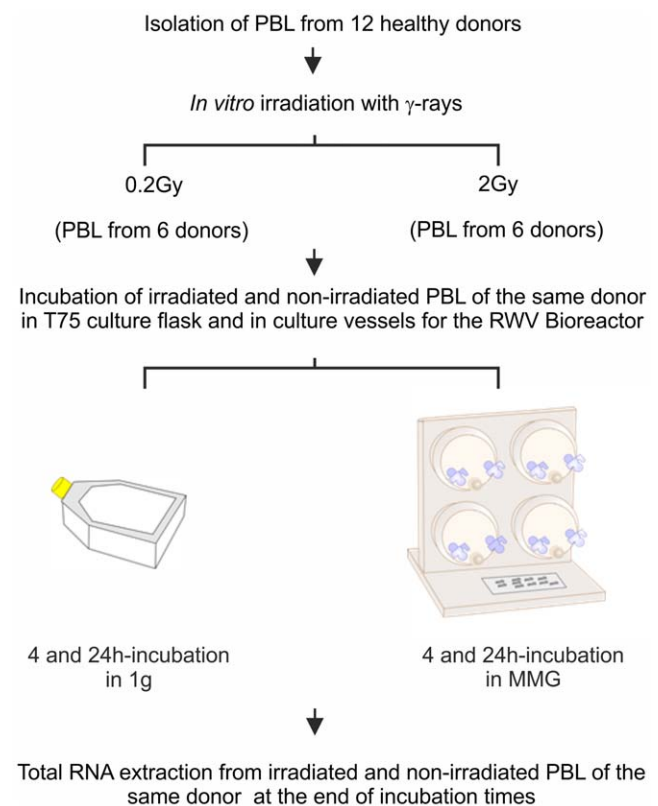 Isolation of PBL from 12 healthy donors
In vitro irradiation with γ-rays
0.2Gy
2Gy
(PBL from 6 donors)
(PBL from 6 donors)
Incubation of irradiated and non-irradiated PBL of the same donor
in T75 culture flask and in culture vessels for the RWV Bioreactor
4 and 24h-incubation
in 1g
4 and 24h-incubation
in MMG
Total RNA extraction from irradiated and non-irradiated PBL of the
same donor at the end of incubation times